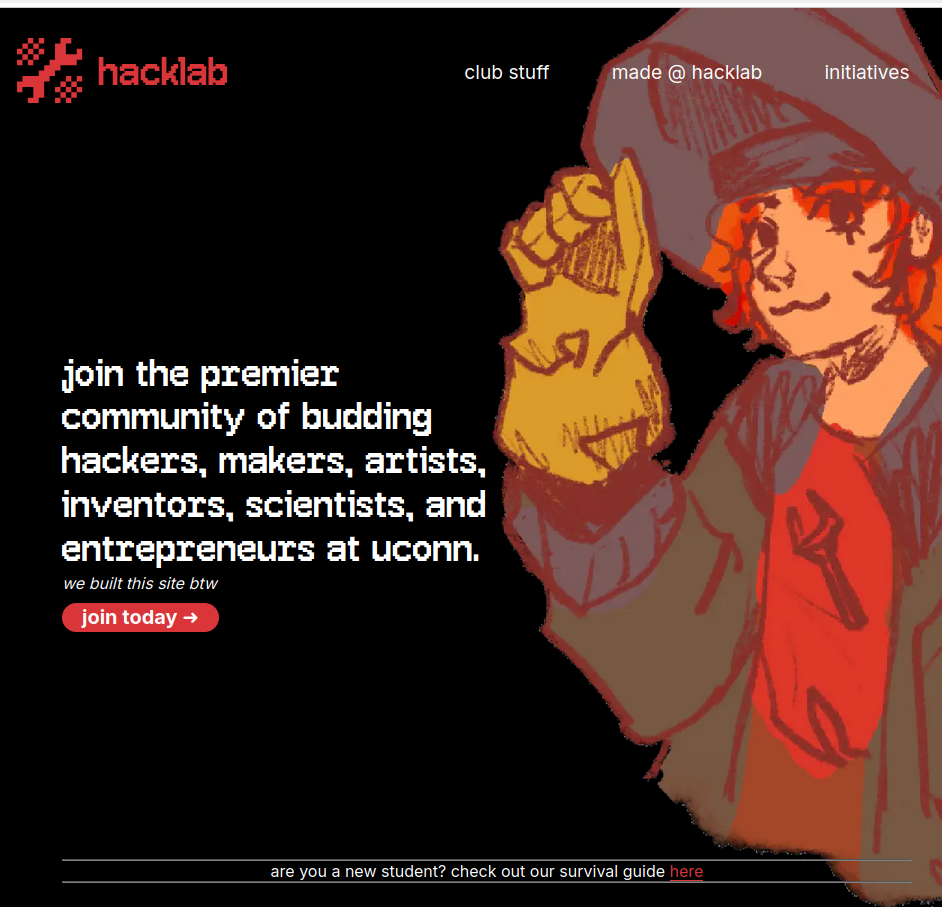 hacklab
club stuff
made @ hacklab
initiatives
join the premier
community of budding
hackers, makers, artists,
inventors, scientists, and
entrepreneurs at uconn.
we built this site btw
join today ➜
are you a new student? check out our survival guide here